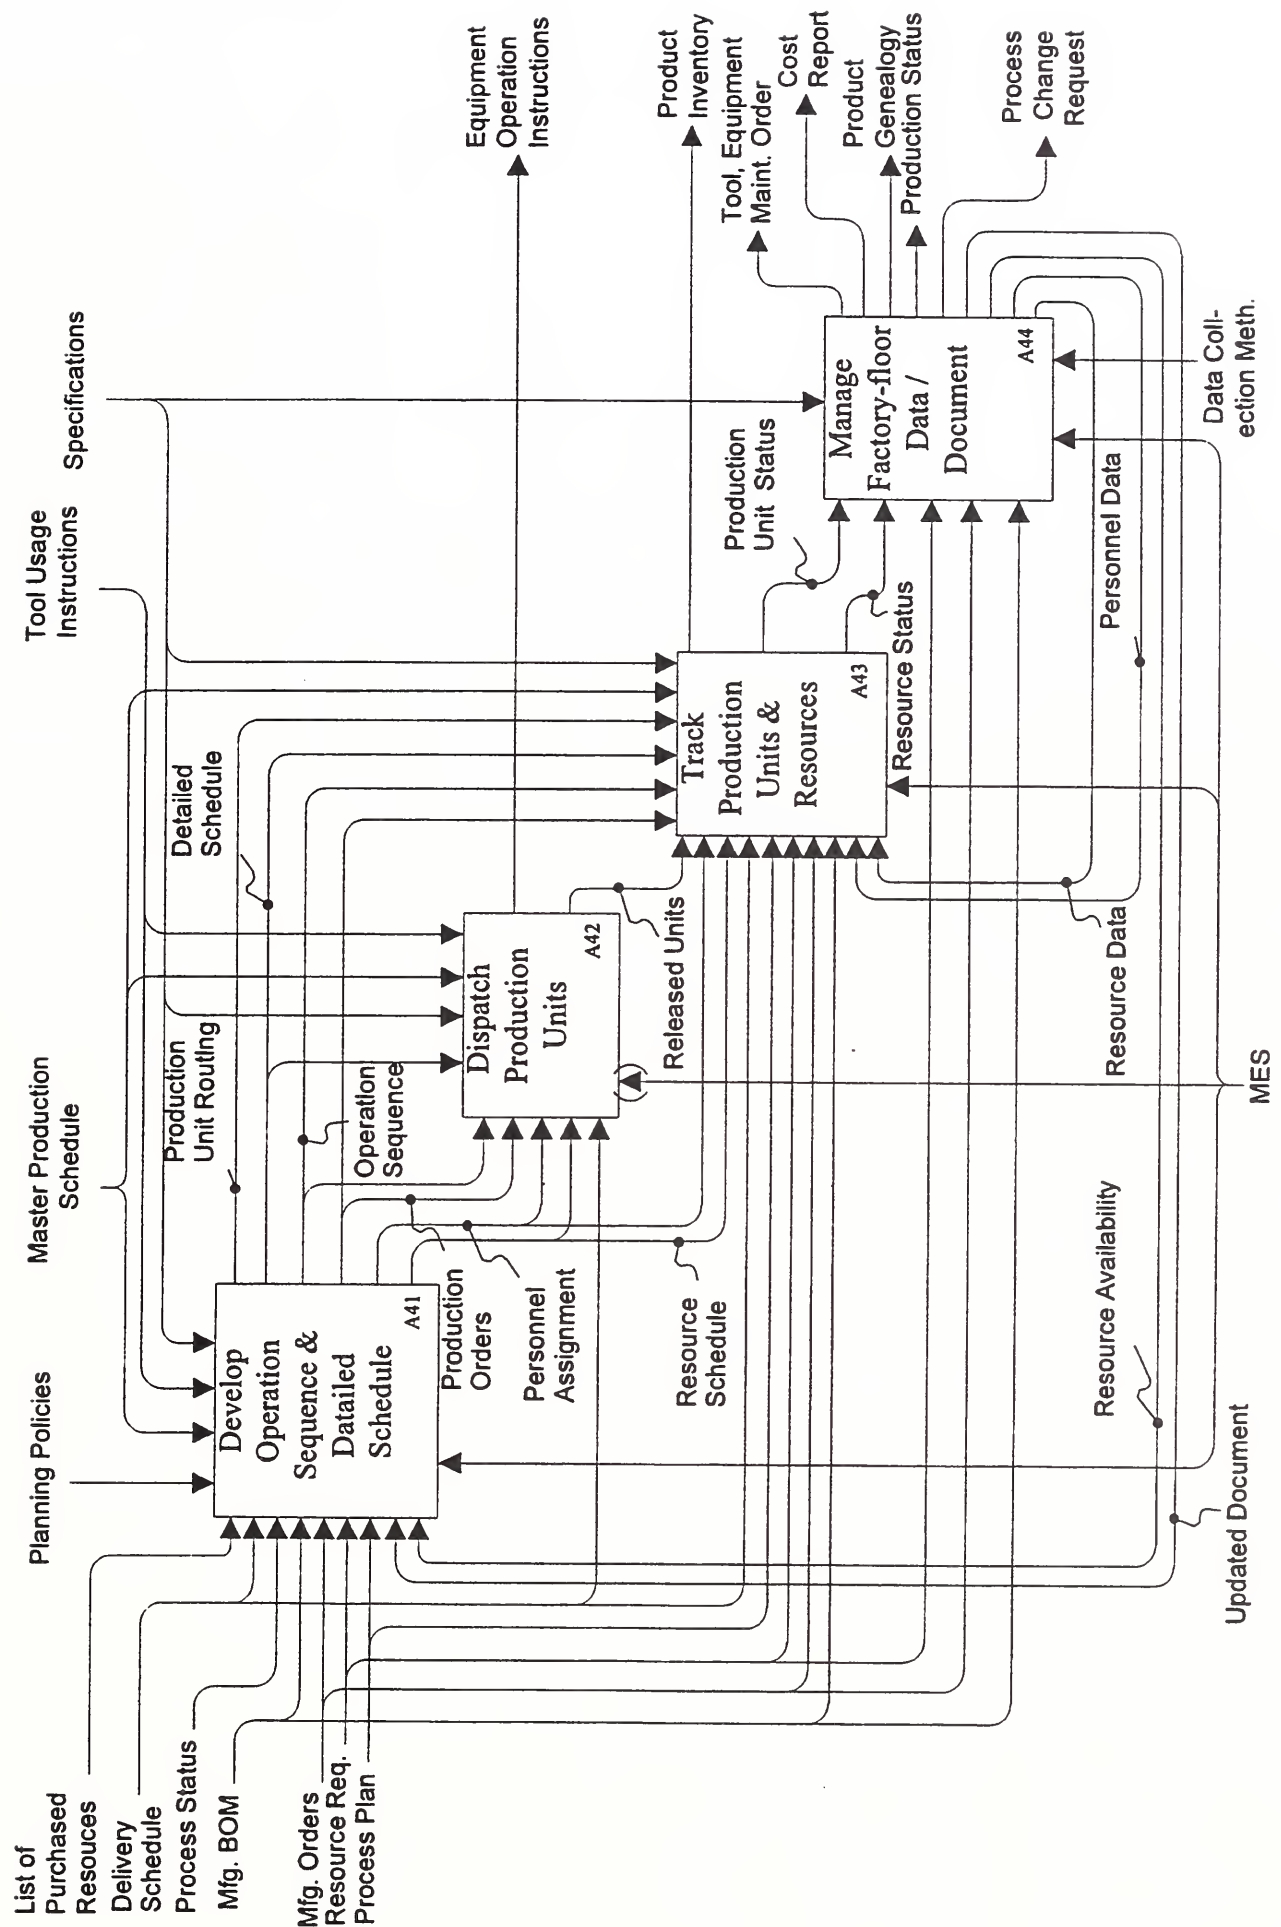 List of
Purchased
Resouces
Delivery
Schedule
Process Status
Mfg. BOM
Mfg. Orders
Resource Req.
Process Plan
Planning Policies
Master Production
Schedule
Tool Usage
Instructions
Specifications
Develop
Operation
Sequence &
Datailed
Schedule
A41
Production
Unit Routing
Detailed
Schedule
Operation
Sequence
Production
Orders
Personnel
Assignment
Resource
Schedule
Dispatch
Production
Units
A42
Released Units
Track
Production
Units &
Resources
A43
Production
Unit Status
Resource Status
Manage
Factory-floor
Data /
Document
A44
Equipment
Operation
Instructions
Product
Inventory
Tool, Equipment
Maint. Order
Cost
Report
Product
Genealogy
Production Status
Process
Change
Request
Data Coll-
ection Meth.
Personnel Data
Resource Data
MES
Resource Availability
Updated Document